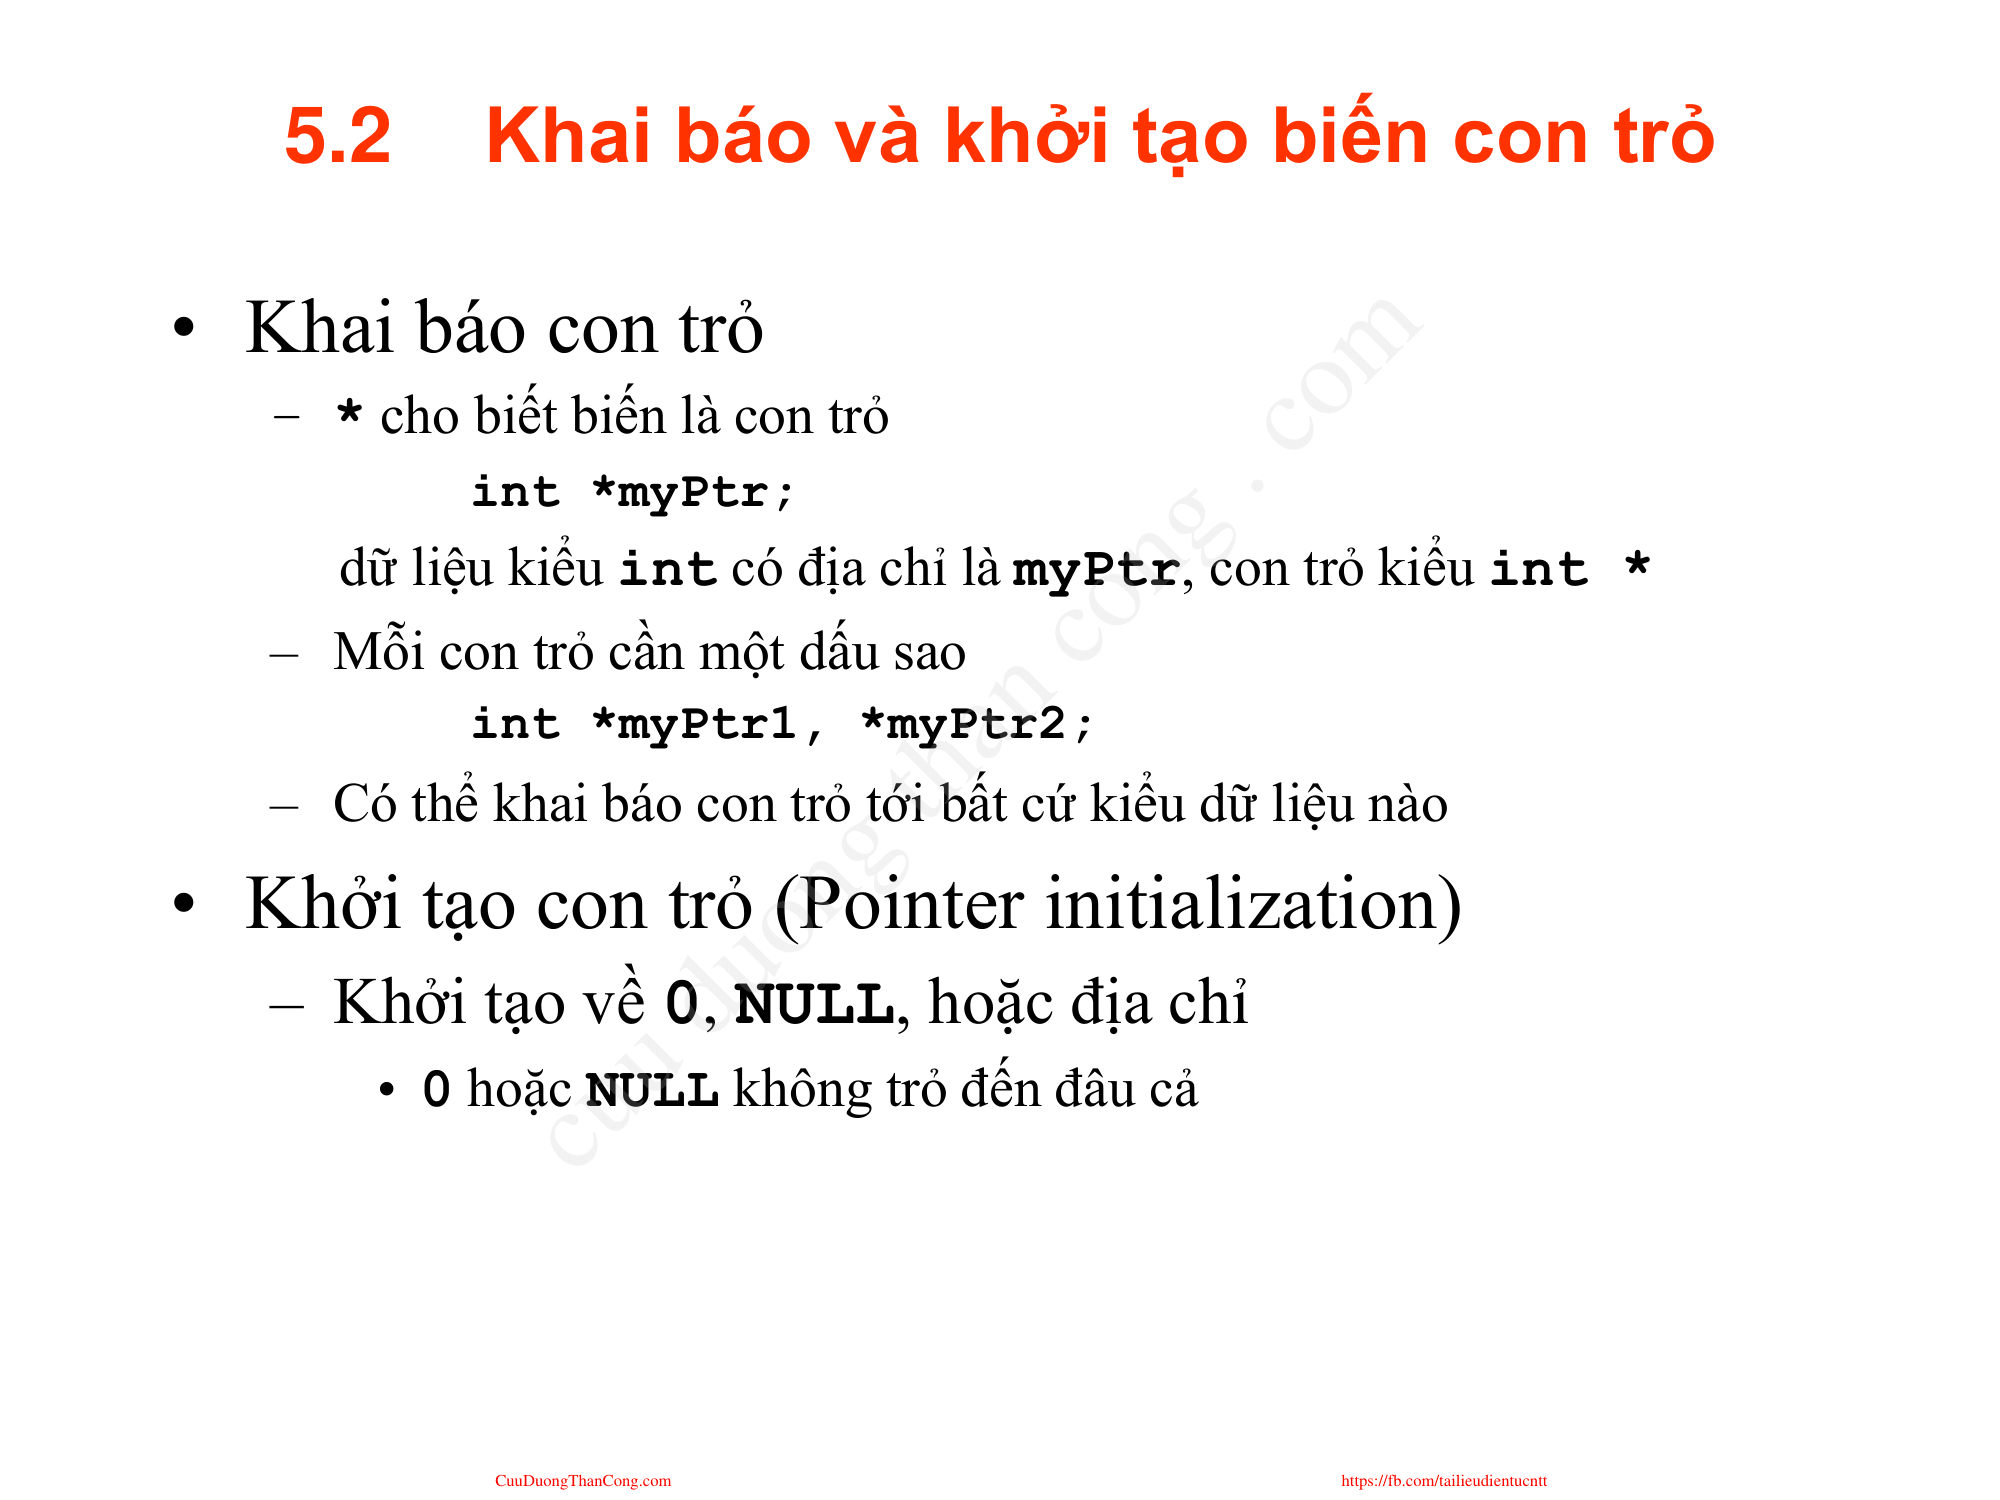 5.2 Khai báo và khởi tạo biến con trỏ
• Khai báo con trỏ
– * cho biết biến là con trỏ
int *myPtr;
dữ liệu kiểu int có địa chỉ là myPtr, con trỏ kiểu int *
– Mỗi con trỏ cần một dấu sao
int *myPtr1, *myPtr2;
– Có thể khai báo con trỏ tới bất cứ kiểu dữ liệu nào
• Khởi tạo con trỏ (Pointer initialization)
– Khởi tạo về 0, NULL, hoặc địa chỉ
• 0 hoặc NULL không trỏ đến đâu cả
cuu duong than cong . com
CuuDuongThanCong.com
https://fb.com/tailieudientucntt